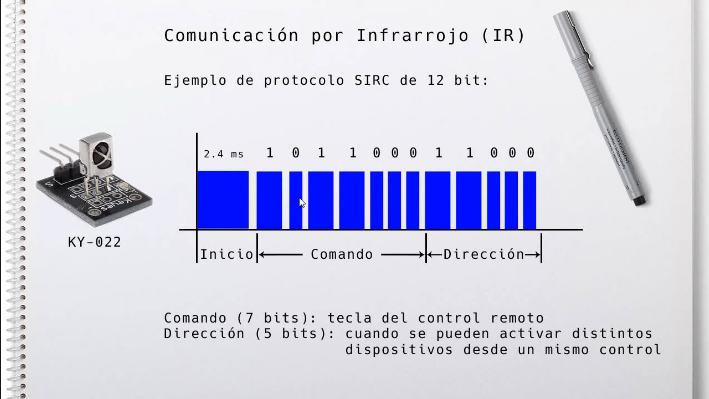 Comunicación por Infrarrojo (IR)
Ejemplo de protocolo SIRC de 12 bit:
2.4 ms 1 0 1 1 0 0 0 1 1 0 0 0
Inicio Comando Dirección
KY-022
Comando (7 bits): tecla del control remoto
Dirección (5 bits): cuando se pueden activar distintos
dispositivos desde un mismo control